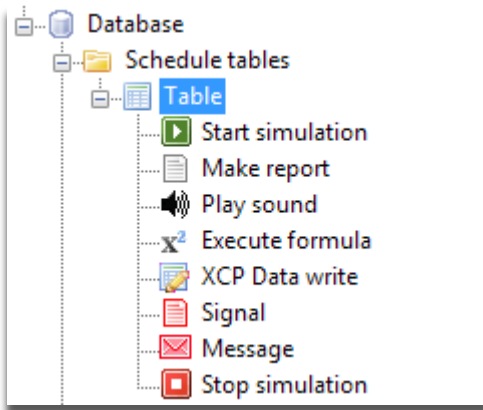 Database
Schedule tables
Table
Start simulation
Make report
Play sound
x² Execute formula
XCP Data write
Signal
Message
Stop simulation